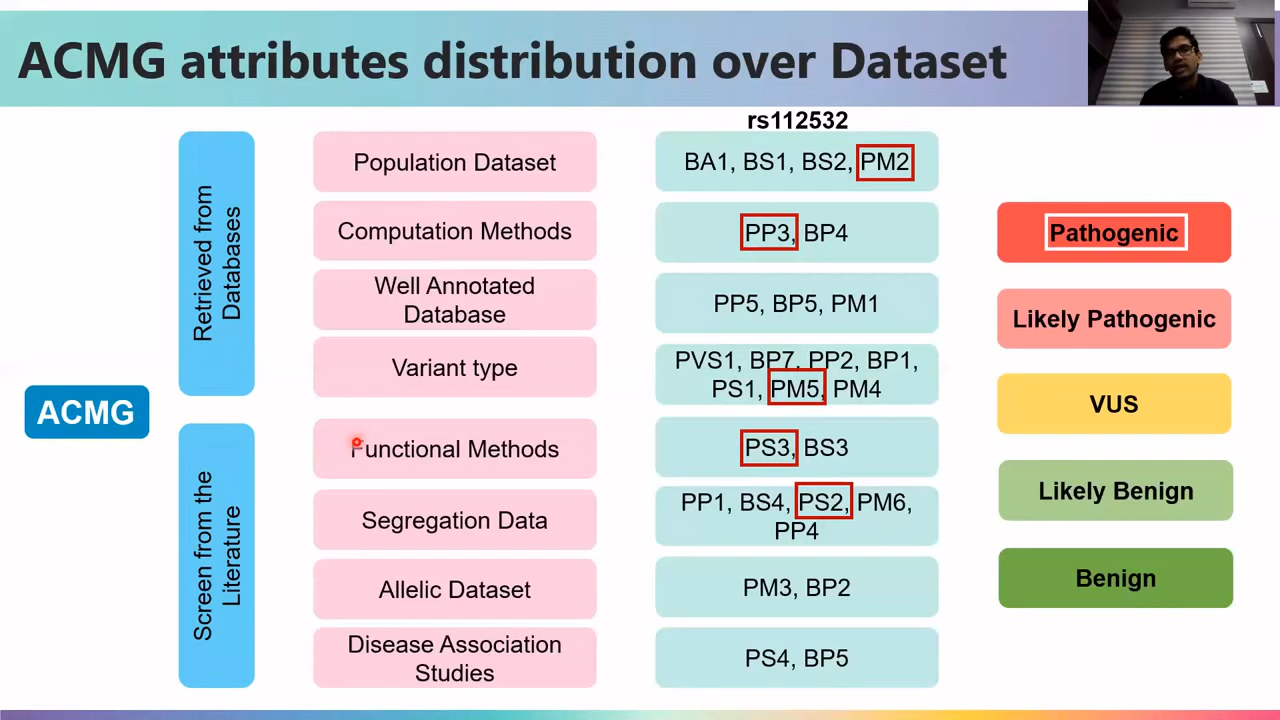 ACMG attributes distribution over Dataset
rs112532
ACMG
Retrieved from
Databases
Population Dataset
BA1, BS1, BS2, PM2
Computation Methods
PP3, BP4
Well Annotated
Database
PP5, BP5, PM1
Variant type
PVS1, BP7, PP2, BP1,
PS1, PM5, PM4
Screen from the
Literature
Functional Methods
PS3, BS3
Segregation Data
PP1, BS4, PS2, PM6,
PP4
Allelic Dataset
PM3, BP2
Disease Association
Studies
PS4, BP5
Pathogenic
Likely Pathogenic
VUS
Likely Benign
Benign